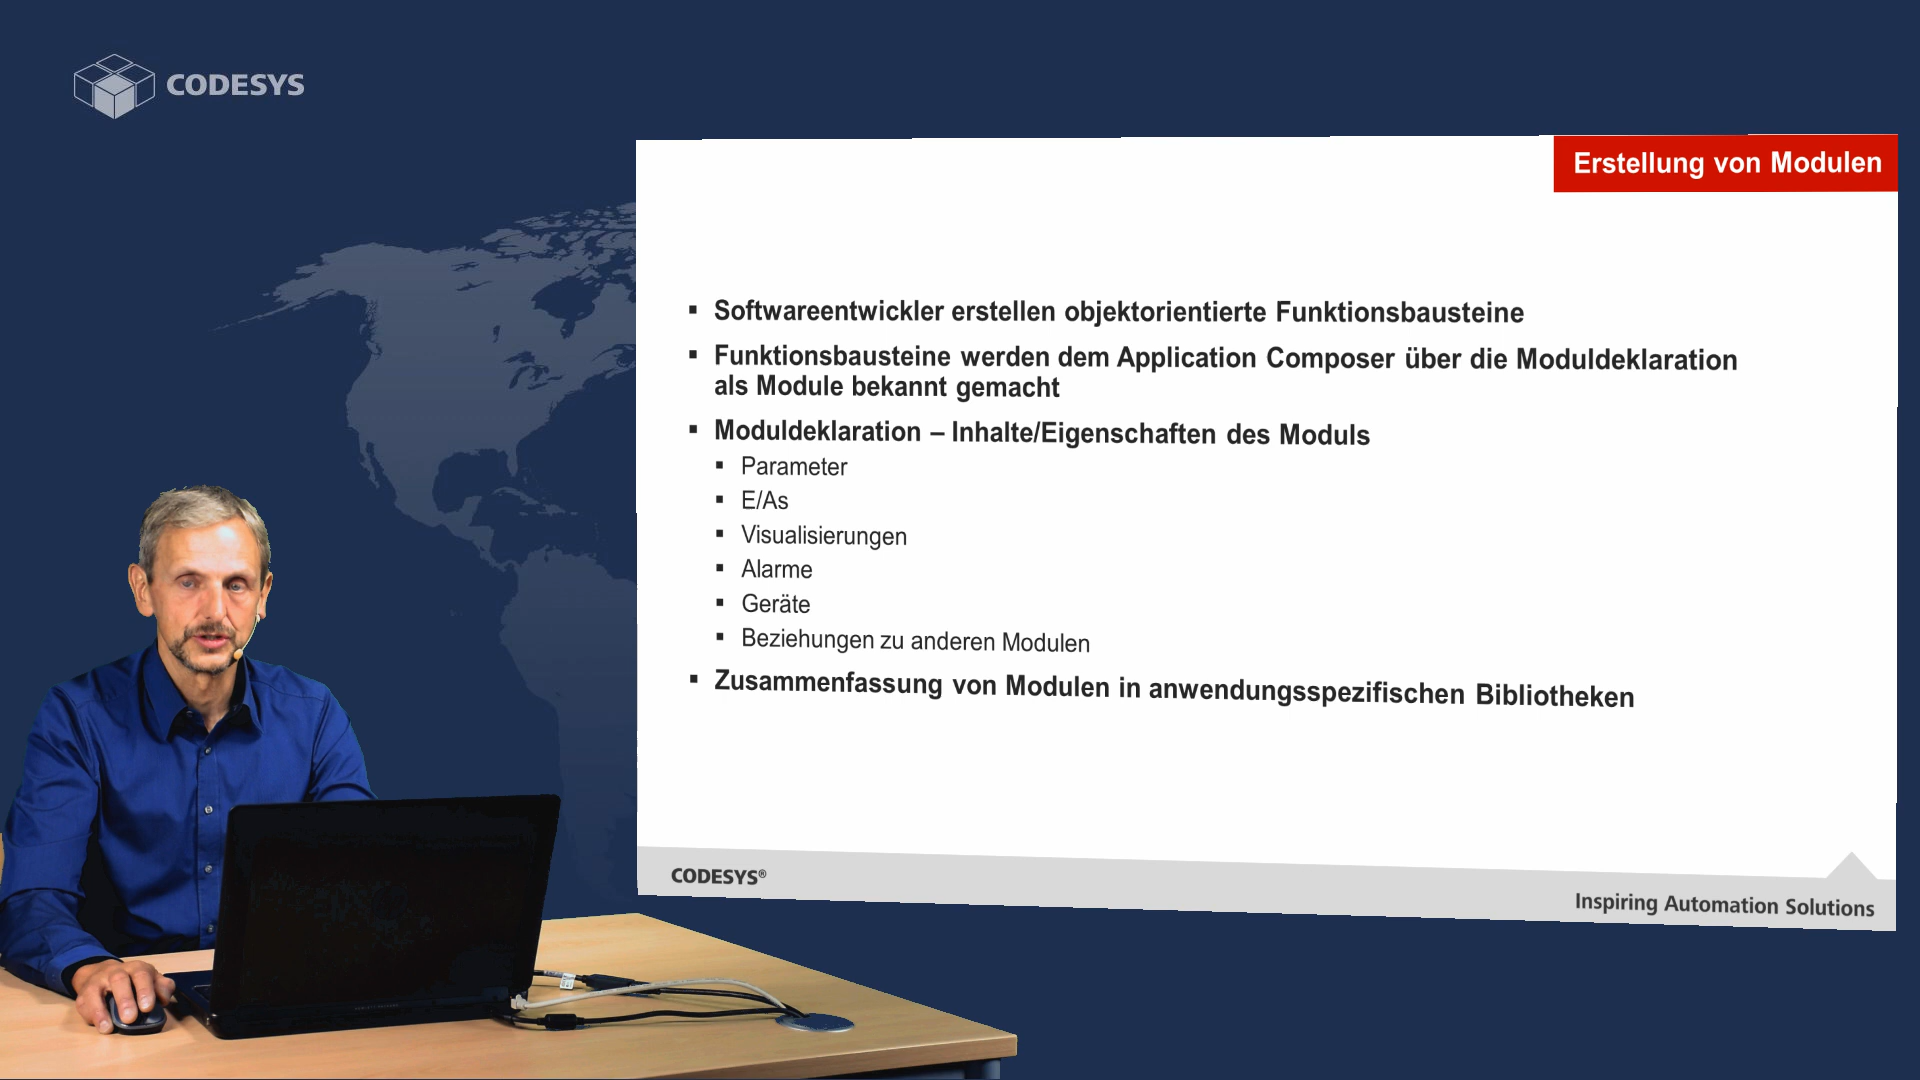 CODESYS
Erstellung von Modulen
▪ Softwareentwickler erstellen objektorientierte Funktionsbausteine
▪ Funktionsbausteine werden dem Application Composer über die Moduldeklaration
als Module bekannt gemacht
▪ Moduldeklaration – Inhalte/Eigenschaften des Moduls
▪ Parameter
▪ E/As
▪ Visualisierungen
▪ Alarme
▪ Geräte
▪ Beziehungen zu anderen Modulen
▪ Zusammenfassung von Modulen in anwendungsspezifischen Bibliotheken
CODESYS®
Inspiring Automation Solutions